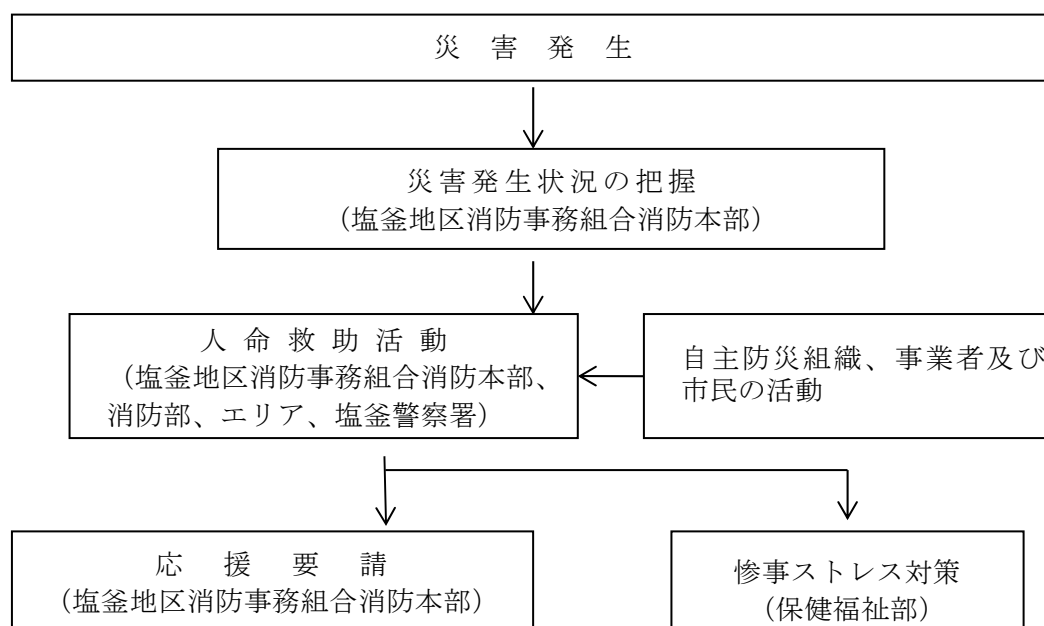 災 害 発 生
災害発生状況の把握
（塩釜地区消防事務組合消防本部）
人 命 救 助 活 動
（塩釜地区消防事務組合消防本部、
消防部、エリア、塩釜警察署）
自主防災組織、事業者及び
市民の活動
応 援 要 請
（塩釜地区消防事務組合消防本部）
惨事ストレス対策
（保健福祉部）